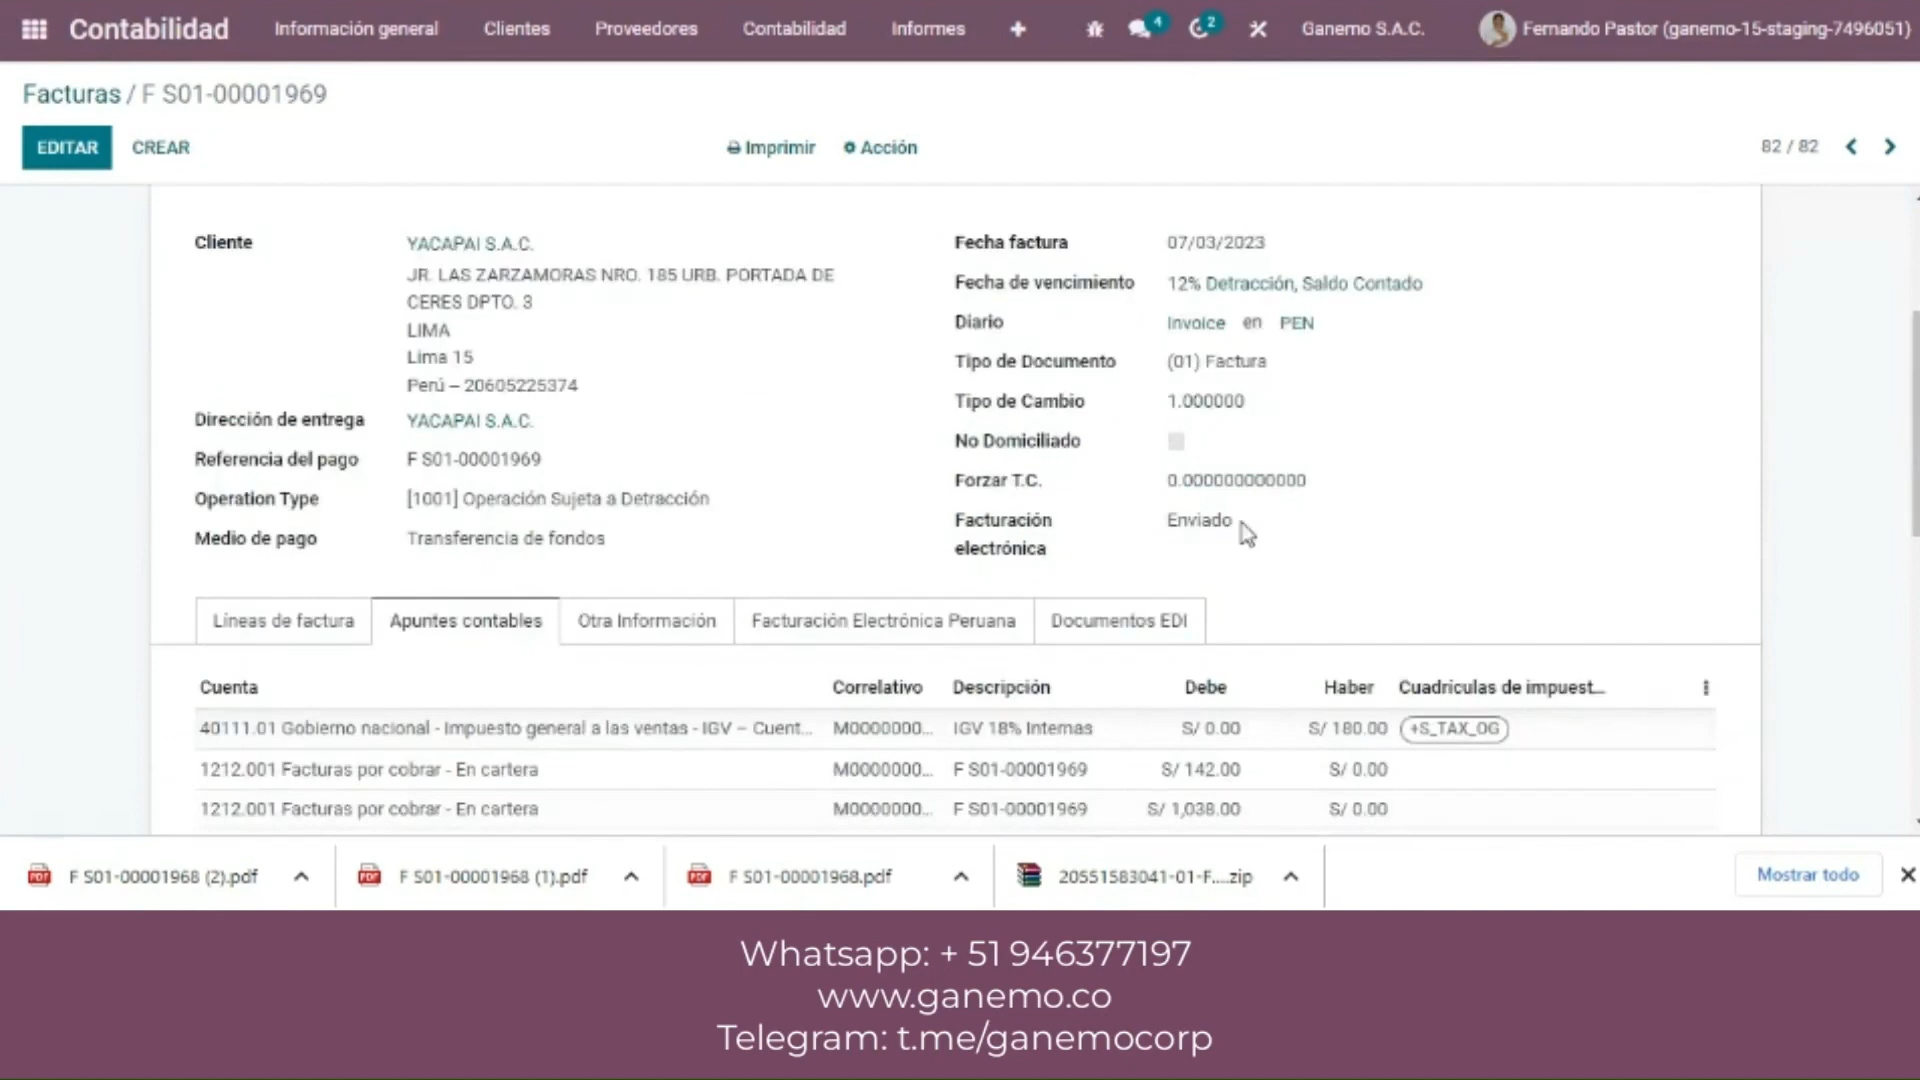 Contabilidad Información general Clientes Proveedores Contabilidad Informes 4 2 Ganemo S.A.C. Fernando Pastor (ganemo-15-staging-7496051)
Facturas / F S01-00001969
EDITAR CREAR Imprimir Acción 82 / 82
Cliente YACAPAI S.A.C.
JR. LAS ZARZAMORAS NRO. 185 URB. PORTADA DE
CERES DPTO. 3
LIMA
Lima 15
Perú – 20605225374
Dirección de entrega YACAPAI S.A.C.
Referencia del pago F S01-00001969
Operation Type [1001] Operación Sujeta a Detracción
Medio de pago Transferencia de fondos
Fecha factura 07/03/2023
Fecha de vencimiento 12% Detracción, Saldo Contado
Diario Invoice en PEN
Tipo de Documento (01) Factura
Tipo de Cambio 1.000000
No Domiciliado
Forzar T.C. 0.000000000000
Facturación Enviado
electrónica
Líneas de factura Apuntes contables Otra Información Facturación Electrónica Peruana Documentos EDI
Cuenta Correlativo Descripción Debe Haber Cuadrículas de impuest...
40111.01 Gobierno nacional - Impuesto general a las ventas - IGV – Cuent... M0000000... IGV 18% Internas S/ 0.00 S/ 180.00 +S_TAX_OG
1212.001 Facturas por cobrar - En cartera M0000000... F S01-00001969 S/ 142.00 S/ 0.00
1212.001 Facturas por cobrar - En cartera M0000000... F S01-00001969 S/ 1,038.00 S/ 0.00
F S01-00001968 (2).pdf F S01-00001968 (1).pdf F S01-00001968.pdf 20551583041-01-F....zip Mostrar todo
Whatsapp: + 51 946377197
www.ganemo.co
Telegram: t.me/ganemocorp